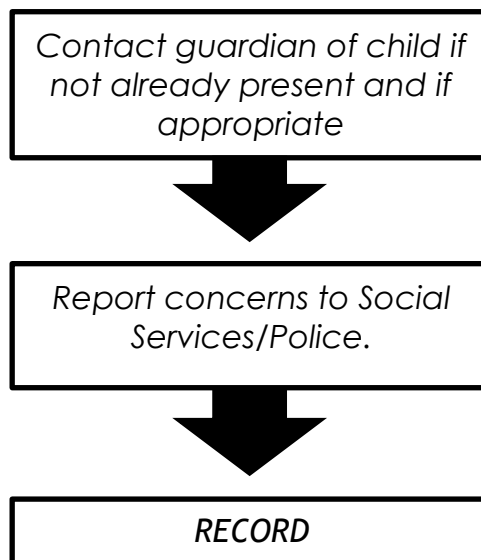 Contact guardian of child if
not already present and if
appropriate
Report concerns to Social
Services/Police.
RECORD